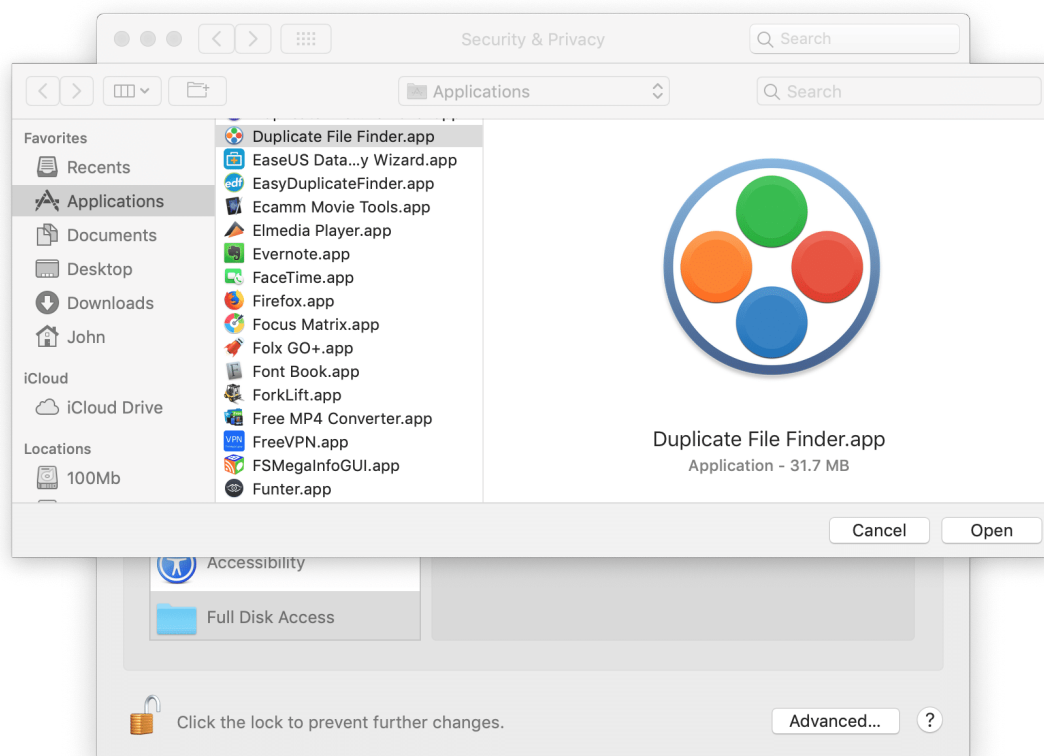 Security & Privacy
Search
Applications
Search
Favorites
Recents
Applications
Documents
Desktop
Downloads
John
iCloud
iCloud Drive
Locations
100Mb
Duplicate File Finder.app
EaseUS Data...y Wizard.app
EasyDuplicateFinder.app
Ecamm Movie Tools.app
Elmedia Player.app
Evernote.app
FaceTime.app
Firefox.app
Focus Matrix.app
Folx GO+.app
Font Book.app
ForkLift.app
Free MP4 Converter.app
FreeVPN.app
FSMegaInfoGUI.app
Funter.app
edf
VPN
Duplicate File Finder.app
Application - 31.7 MB
Cancel
Open
Accessibility
Full Disk Access
Click the lock to prevent further changes.
Advanced...
?